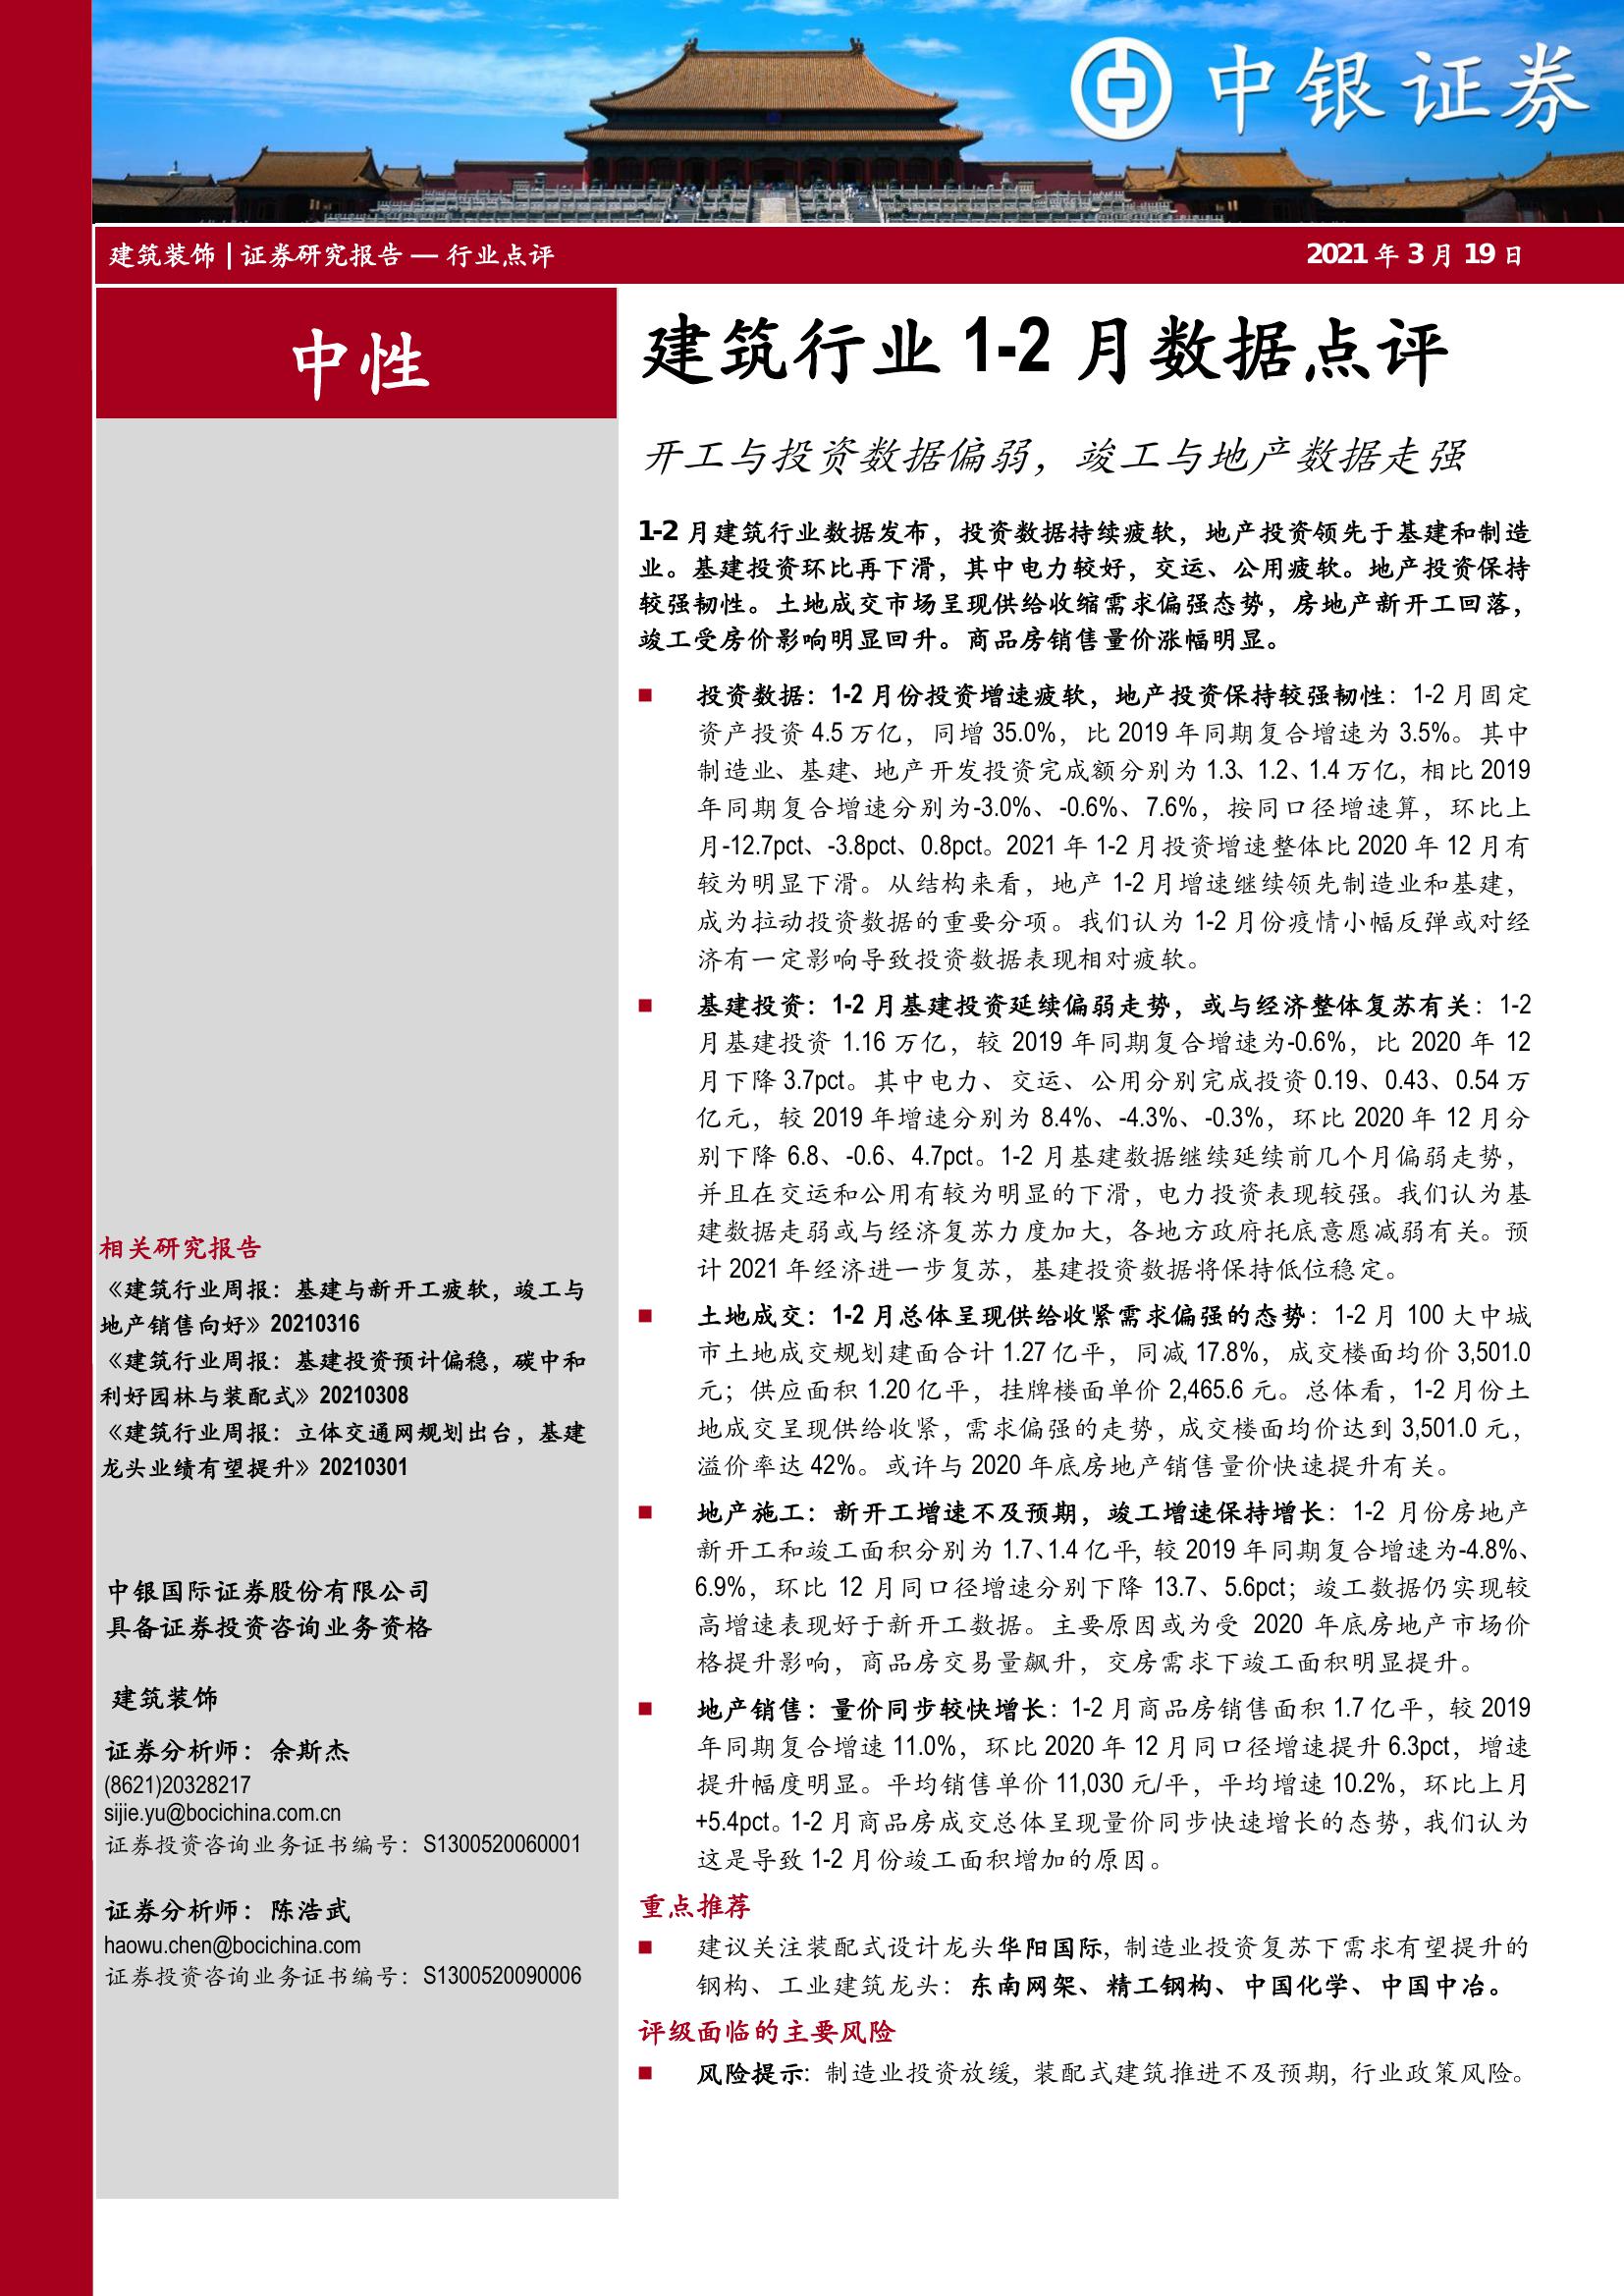 中银证券
建筑装饰 | 证券研究报告 — 行业点评
2021 年 3 月 19 日
中性
相关研究报告
《建筑行业周报：基建与新开工疲软，竣工与
地产销售向好》20210316
《建筑行业周报：基建投资预计偏稳，碳中和
利好园林与装配式》20210308
《建筑行业周报：立体交通网规划出台，基建
龙头业绩有望提升》20210301
中银国际证券股份有限公司
具备证券投资咨询业务资格
建筑装饰
证券分析师：余斯杰
(8621)20328217
sijie.yu@bocichina.com.cn
证券投资咨询业务证书编号：S1300520060001
证券分析师：陈浩武
haowu.chen@bocichina.com
证券投资咨询业务证书编号：S1300520090006
建筑行业 1-2 月数据点评
开工与投资数据偏弱，竣工与地产数据走强
1-2 月建筑行业数据发布，投资数据持续疲软，地产投资领先于基建和制造
业。基建投资环比再下滑，其中电力较好，交运、公用疲软。地产投资保持
较强韧性。土地成交市场呈现供给收缩需求偏强态势，房地产新开工回落，
竣工受房价影响明显回升。商品房销售量价涨幅明显。
■ 投资数据：1-2 月份投资增速疲软，地产投资保持较强韧性：1-2 月固定
资产投资 4.5 万亿，同增 35.0%，比 2019 年同期复合增速为 3.5%。其中
制造业、基建、地产开发投资完成额分别为 1.3、1.2、1.4 万亿，相比 2019
年同期复合增速分别为-3.0%、-0.6%、7.6%，按同口径增速算，环比上
月-12.7pct、-3.8pct、0.8pct。2021 年 1-2 月投资增速整体比 2020 年 12 月有
较为明显下滑。从结构来看，地产 1-2 月增速继续领先制造业和基建，
成为拉动投资数据的重要分项。我们认为 1-2 月份疫情小幅反弹或对经
济有一定影响导致投资数据表现相对疲软。
■ 基建投资：1-2 月基建投资延续偏弱走势，或与经济整体复苏有关：1-2
月基建投资 1.16 万亿，较 2019 年同期复合增速为-0.6%，比 2020 年 12
月下降 3.7pct。其中电力、交运、公用分别完成投资 0.19、0.43、0.54 万
亿元，较 2019 年增速分别为 8.4%、-4.3%、-0.3%，环比 2020 年 12 月分
别下降 6.8、-0.6、4.7pct。1-2 月基建数据继续延续前几个月偏弱走势，
并且在交运和公用有较为明显的下滑，电力投资表现较强。我们认为基
建数据走弱或与经济复苏力度加大，各地方政府托底意愿减弱有关。预
计 2021 年经济进一步复苏，基建投资数据将保持低位稳定。
■ 土地成交：1-2 月总体呈现供给收紧需求偏强的态势：1-2 月 100 大中城
市土地成交规划建面合计 1.27 亿平，同减 17.8%，成交楼面均价 3,501.0
元；供应面积 1.20 亿平，挂牌楼面单价 2,465.6 元。总体看，1-2 月份土
地成交呈现供给收紧，需求偏强的走势，成交楼面均价达到 3,501.0 元，
溢价率达 42%。或许与 2020 年底房地产销售量价快速提升有关。
■ 地产施工：新开工增速不及预期，竣工增速保持增长：1-2 月份房地产
新开工和竣工面积分别为 1.7、1.4 亿平，较 2019 年同期复合增速为-4.8%、
6.9%，环比 12 月同口径增速分别下降 13.7、5.6pct；竣工数据仍实现较
高增速表现好于新开工数据。主要原因或为受 2020 年底房地产市场价
格提升影响，商品房交易量飙升，交房需求下竣工面积明显提升。
■ 地产销售：量价同步较快增长：1-2 月商品房销售面积 1.7 亿平，较 2019
年同期复合增速 11.0%，环比 2020 年 12 月同口径增速提升 6.3pct，增速
提升幅度明显。平均销售单价 11,030 元/平，平均增速 10.2%，环比上月
+5.4pct。1-2 月商品房成交总体呈现量价同步快速增长的态势，我们认为
这是导致 1-2 月份竣工面积增加的原因。
重点推荐
■ 建议关注装配式设计龙头华阳国际，制造业投资复苏下需求有望提升的
钢构、工业建筑龙头：东南网架、精工钢构、中国化学、中国中冶。
评级面临的主要风险
■ 风险提示：制造业投资放缓，装配式建筑推进不及预期，行业政策风险。